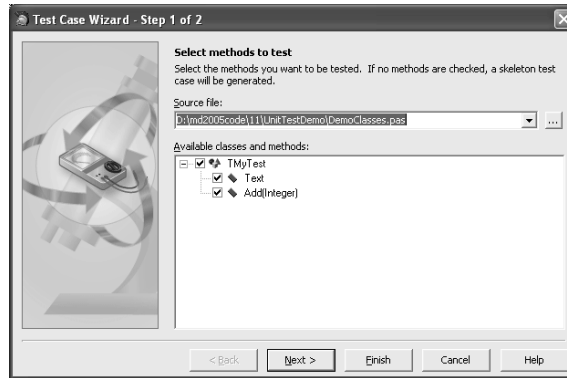 Test Case Wizard - Step 1 of 2
Select methods to test
Select the methods you want to be tested. If no methods are checked, a skeleton test
case will be generated.
Source file:
D:\md2005code\11\UnitTestDemo\DemoClasses.pas
...
Available classes and methods:
TMyTest
Text
Add(Integer)
< Back
Next >
Finish
Cancel
Help